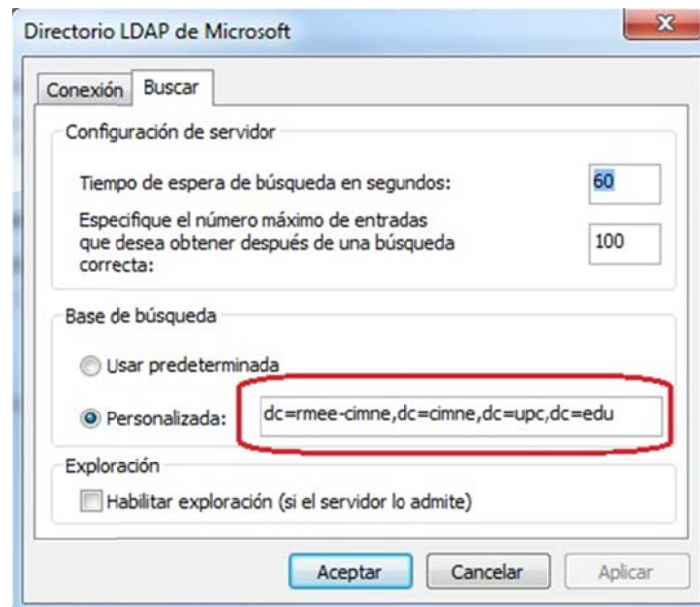 Directorio LDAP de Microsoft
Conexión
Buscar
Configuración de servidor
Tiempo de espera de búsqueda en segundos:
60
Especifique el número máximo de entradas
que desea obtener después de una búsqueda
correcta:
100
Base de búsqueda
Usar predeterminada
Personalizada:
dc=rmee-cimne,dc=cimne,dc=upc,dc=edu
Exploración
Habilitar exploración (si el servidor lo admite)
Aceptar
Cancelar
Aplicar